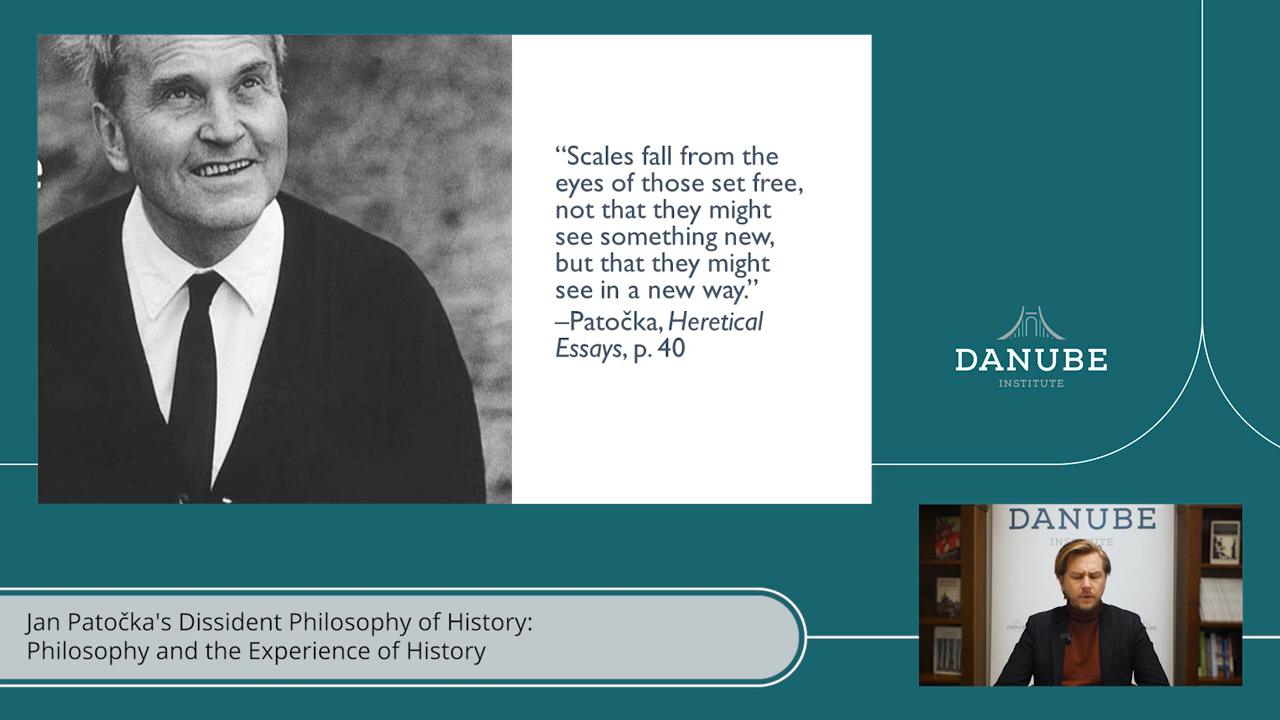 “Scales fall from the
eyes of those set free,
not that they might
see something new,
but that they might
see in a new way.”
–Patočka, Heretical
Essays, p. 40
DANUBE
INSTITUTE
DANUBE
INSTITUTE
Jan Patočka's Dissident Philosophy of History:
Philosophy and the Experience of History